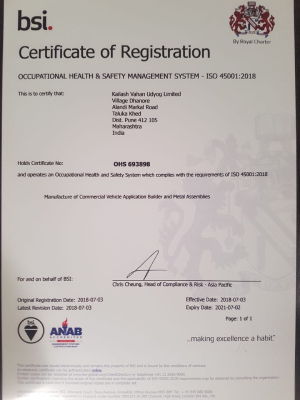 bsi.
By Royal Charter
Certificate of Registration
OCCUPATIONAL HEALTH & SAFETY MANAGEMENT SYSTEM - ISO 45001:2018
This is to certify that:
Kailash Vahan Udyog Limited
Village Dhanore
Alandi Markal Road
Taluka Khed
Dist. Pune 412 105
Maharashtra
India
Holds Certificate No:
OHS 693898
and operates an Occupational Health and Safety System which complies with the requirements of ISO 45001:2018
Manufacture of Commercial Vehicle Application Builder and Metal Assemblies
For and on behalf of BSI:
Chris Cheung, Head of Compliance & Risk - Asia Pacific
Original Registration Date: 2018-07-03
Effective Date: 2018-07-03
Latest Revision Date: 2018-07-03
Expiry Date: 2021-07-02
Page: 1 of 1
bsi
ANAB
ACCREDITED
...making excellence a habit.™